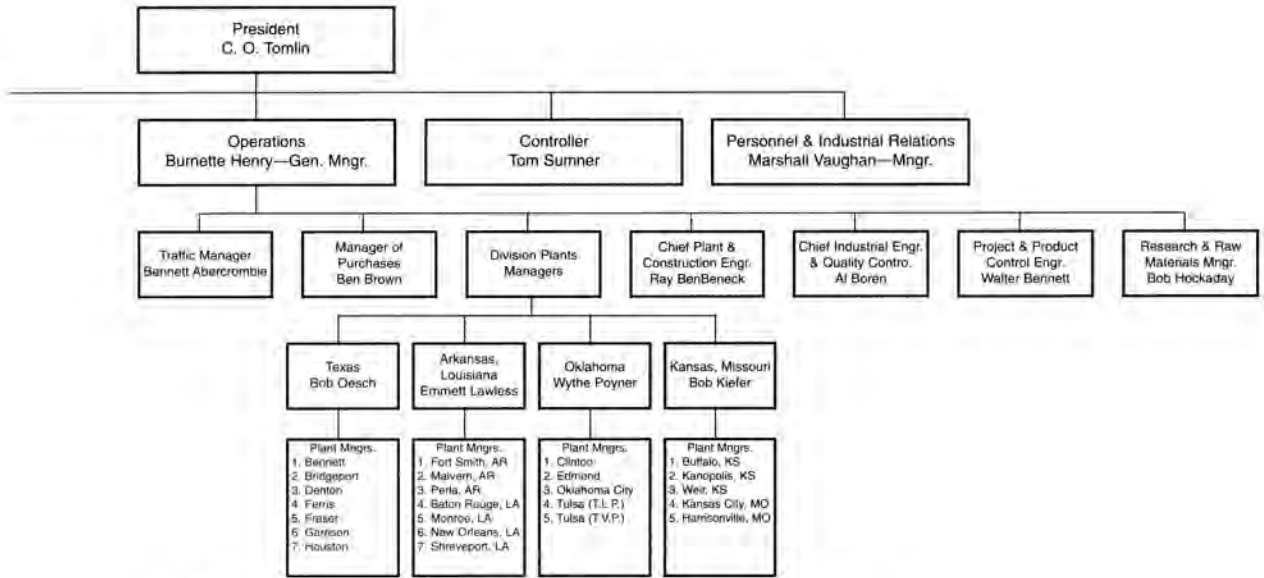 President
C. O. Tomlin
Operations
Burnette Henry—Gen. Mngr.
Controller
Tom Sumner
Personnel & Industrial Relations
Marshall Vaughan—Mngr.
Traffic Manager
Bennett Abercrombie
Manager of
Purchases
Ben Brown
Division Plants
Managers
Chief Plant &
Construction Engr.
Ray BenBeneck
Chief Industrial Engr.
& Quality Contro.
Al Boren
Project & Product
Control Engr.
Walter Bennett
Research & Raw
Materials Mngr.
Bob Hockaday
Texas
Bob Oesch
Arkansas,
Louisiana
Emmett Lawless
Oklahoma
Wythe Poyner
Kansas, Missouri
Bob Kiefer
Plant Mngrs.
1. Bennett
2. Bridgeport
3. Denton
4. Ferris
5. Fraser
6. Garrison
7. Houston
Plant Mngrs.
1. Fort Smith, AR
2. Malvern, AR
3. Perla, AR
4. Baton Rouge, LA
5. Monroe, LA
6. New Orleans, LA
7. Shreveport, LA
Plant Mngrs.
1. Clinton
2. Edmond
3. Oklahoma City
4. Tulsa (T.L.P.)
5. Tulsa (T.V.P.)
Plant Mngrs.
1. Buffalo, KS
2. Kanopolis, KS
3. Weir, KS
4. Kansas City, MO
5. Harrisonville, MO